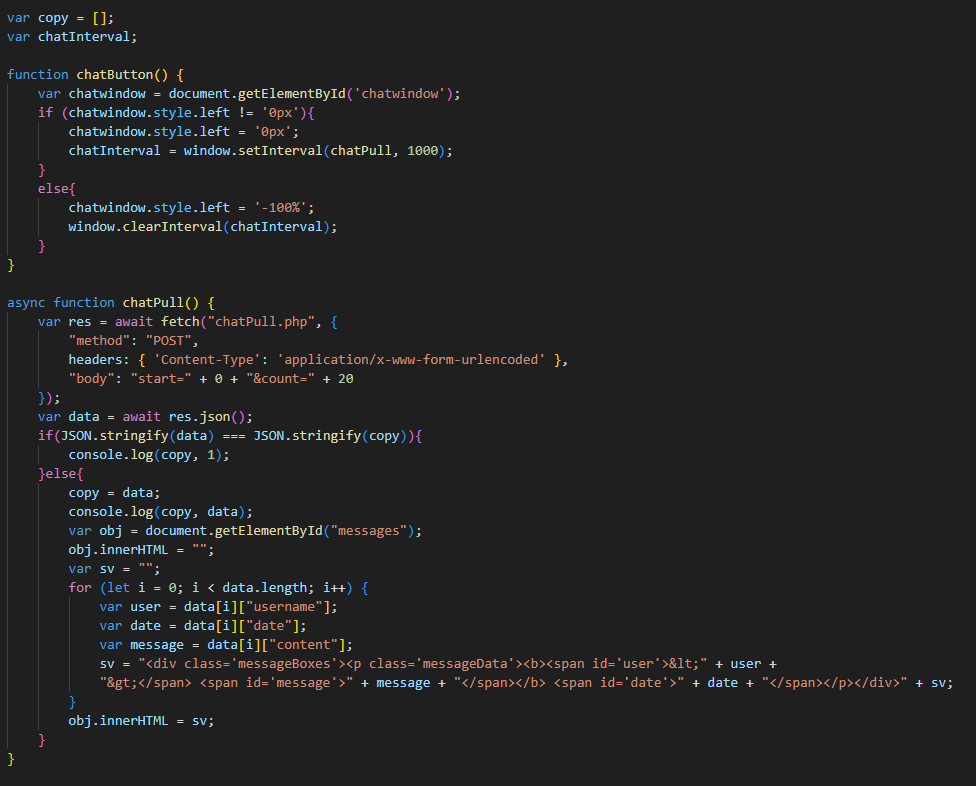 var copy = [];
var chatInterval;

function chatButton() {
    var chatwindow = document.getElementById('chatwindow');
    if (chatwindow.style.left != '0px'){
        chatwindow.style.left = '0px';
        chatInterval = window.setInterval(chatPull, 1000);
    }
    else{
        chatwindow.style.left = '-100%';
        window.clearInterval(chatInterval);
    }
}

async function chatPull() {
    var res = await fetch("chatPull.php", {
        "method": "POST",
        headers: { 'Content-Type': 'application/x-www-form-urlencoded' },
        "body": "start=" + 0 + "&count=" + 20
    });
    var data = await res.json();
    if(JSON.stringify(data) === JSON.stringify(copy)){
        console.log(copy, 1);
    }else{
        copy = data;
        console.log(copy, data);
        var obj = document.getElementById("messages");
        obj.innerHTML = "";
        var sv = "";
        for (let i = 0; i < data.length; i++) {
            var user = data[i]["username"];
            var date = data[i]["date"];
            var message = data[i]["content"];
            sv = "<div class='messageBoxes'><p class='messageData'><b><span id='user'>&lt;" + user +
            "&gt;</span> <span id='message'>" + message + "</span></b> <span id='date'>" + date + "</span></p></div>" + sv;
        }
        obj.innerHTML = sv;
    }
}